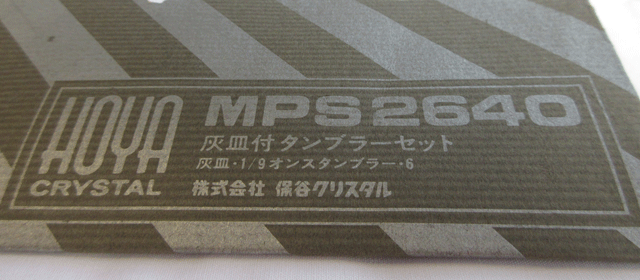 HOYA
CRYSTAL
MPS2640
灰皿付タンブラーセット
灰皿・1/9オンスタンブラー・6
株式会社 保谷クリスタル